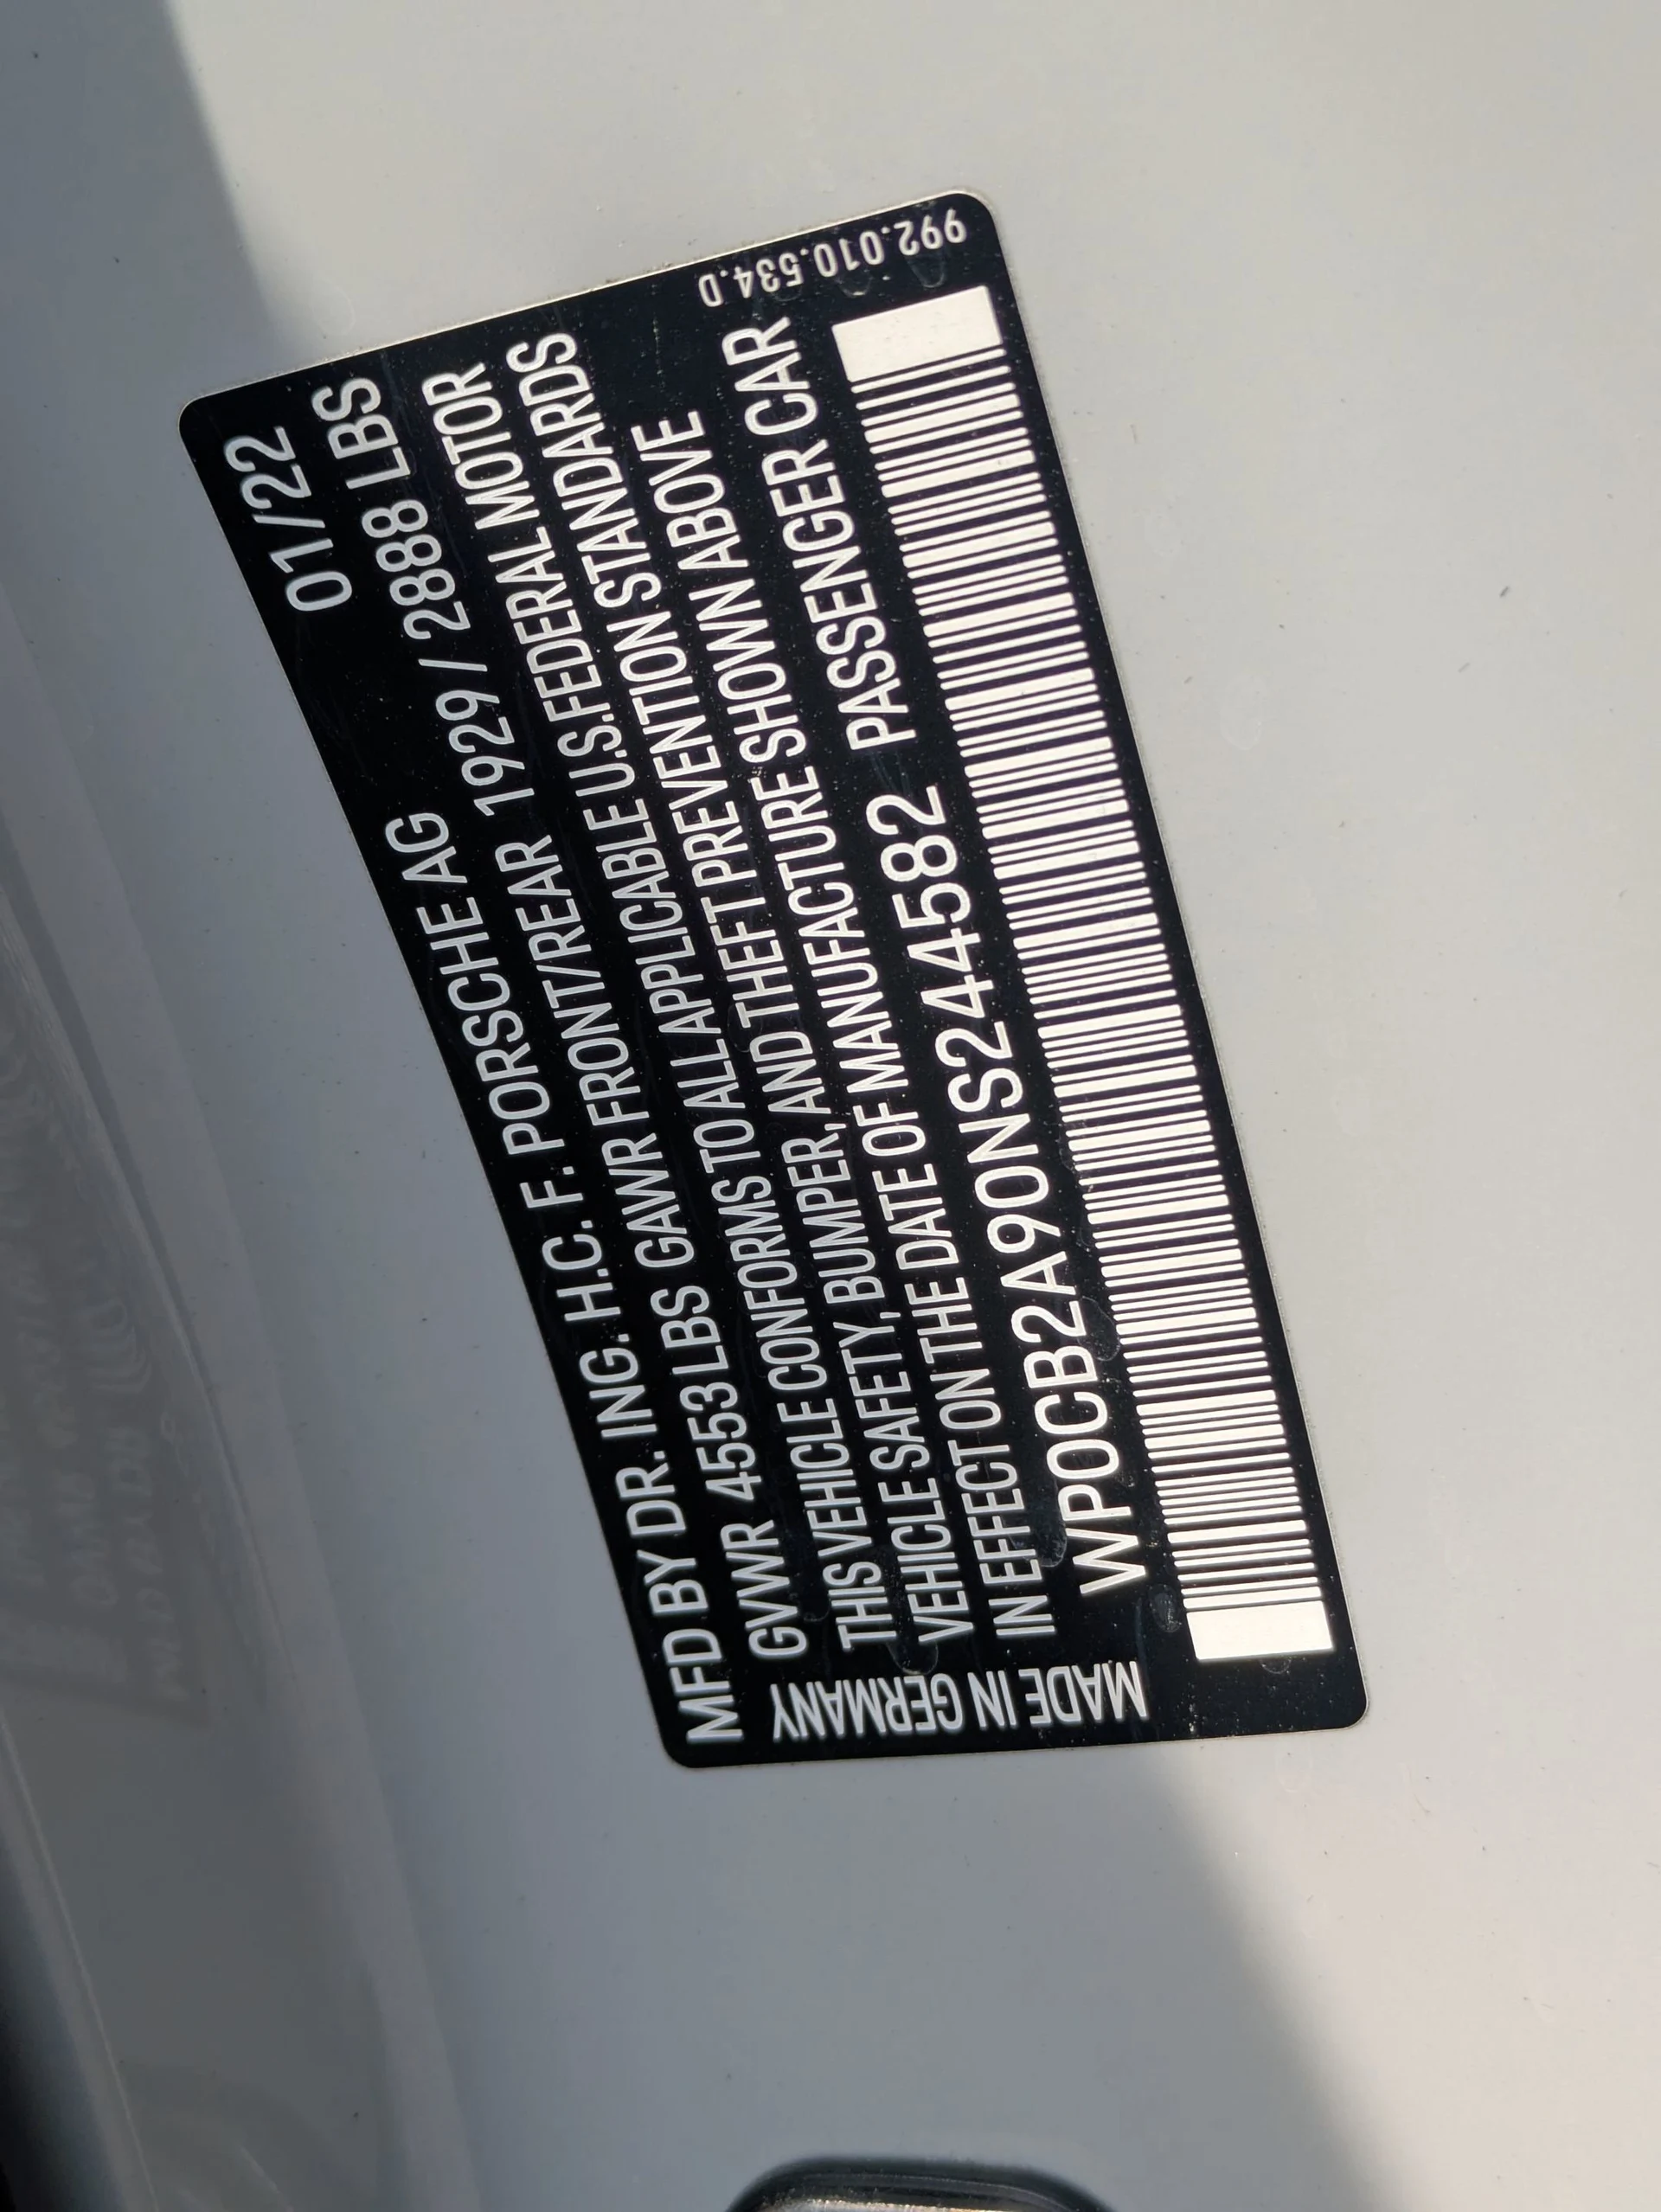 MFD BY DR. ING. H.C. F. PORSCHE AG 01/22
GVWR 4553 LBS GAWR FRONT/REAR 1929 / 2888 LBS
THIS VEHICLE CONFORMS TO ALL APPLICABLE U.S. FEDERAL MOTOR
VEHICLE SAFETY, BUMPER, AND THEFT PREVENTION STANDARDS
IN EFFECT ON THE DATE OF MANUFACTURE SHOWN ABOVE
WP0CB2A90NS244582 PASSENGER CAR
MADE IN GERMANY
992.010.534.D